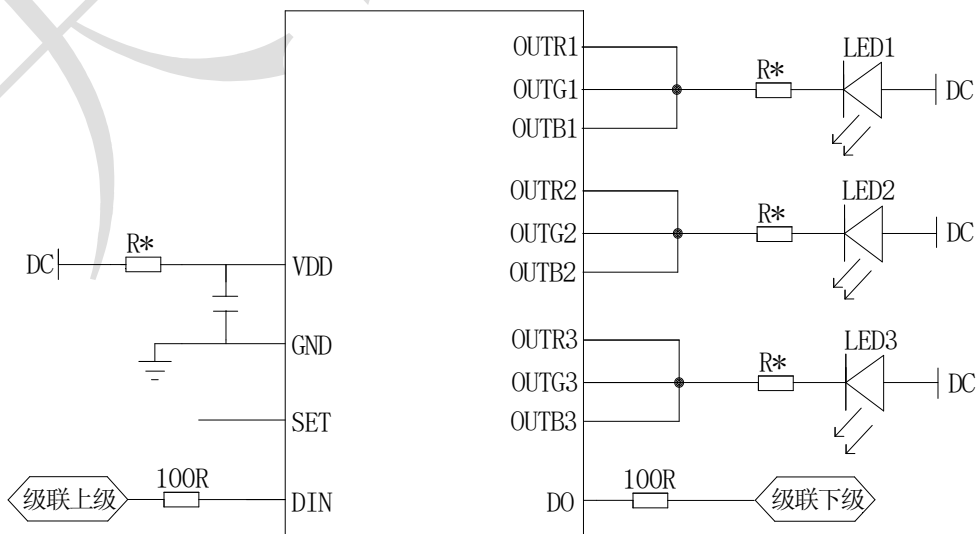 OUTR1
OUTG1
OUTB1
R*
LED1
DC
OUTR2
OUTG2
OUTB2
R*
LED2
DC
DC
R*
VDD
GND
SET
OUTR3
OUTG3
OUTB3
R*
LED3
DC
级联上级
100R
DIN
DO
100R
级联下级